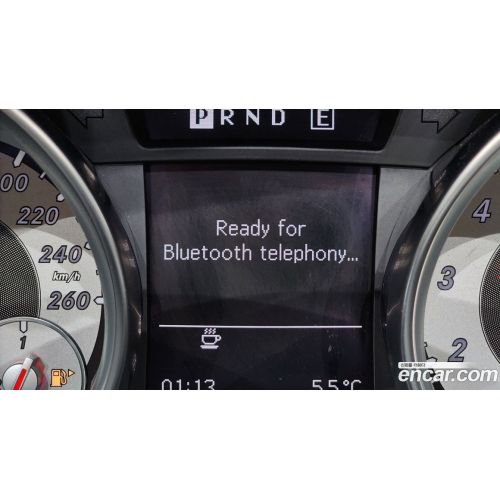 P R N D E
00
220
240
km/h
260
1
Ready for
Bluetooth telephony...
01:13 5.5°C
4
3
2
encar.com